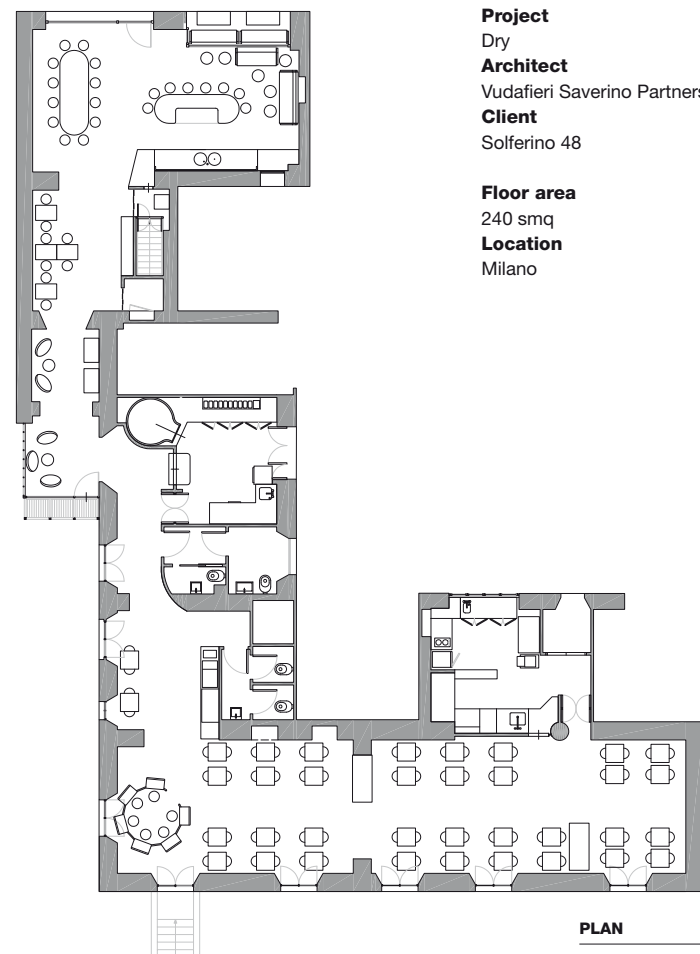 Project
Dry
Architect
Vudafieri Saverino Partners
Client
Solferino 48
Floor area
240 smq
Location
Milano
PLAN